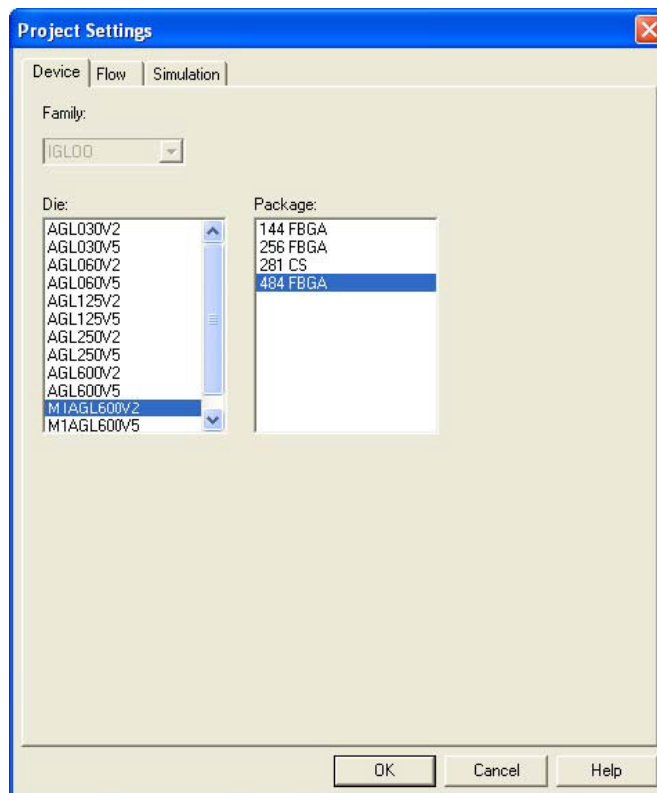 Project Settings
Device Flow Simulation
Family:
IGLOO
Die: Package:
AGL030V2 144 FBGA
AGL030V5 256 FBGA
AGL060V2 281 CS
AGL060V5 484 FBGA
AGL125V2
AGL125V5
AGL250V2
AGL250V5
AGL600V2
AGL600V5
M1AGL600V2
M1AGL600V5
OK Cancel Help